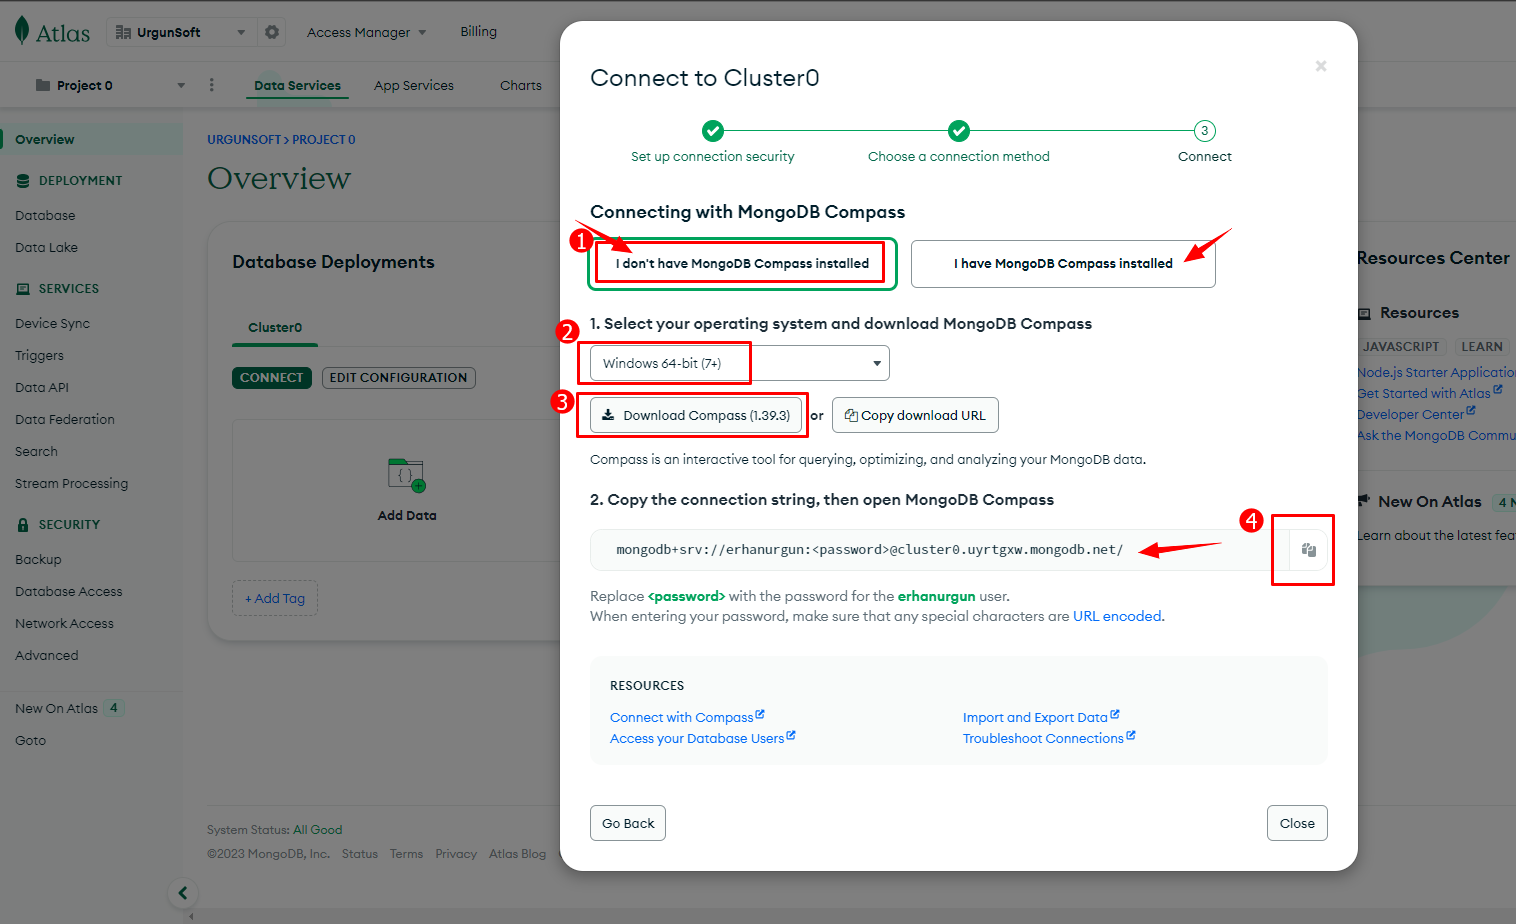 Atlas
UrgunSoft
Access Manager
Billing
Project 0
Data Services
App Services
Charts
Overview
DEPLOYMENT
Database
Data Lake
SERVICES
Device Sync
Triggers
Data API
Data Federation
Search
Stream Processing
SECURITY
Backup
Database Access
Network Access
Advanced
New On Atlas 4
Goto
URGUNSOFT > PROJECT 0
Overview
Database Deployments
Cluster0
CONNECT
EDIT CONFIGURATION
{ }
Add Data
+ Add Tag
System Status: All Good
©2023 MongoDB, Inc. Status Terms Privacy Atlas Blog
Connect to Cluster0
×
3
Set up connection security
Choose a connection method
Connect
Connecting with MongoDB Compass
1
I don't have MongoDB Compass installed
I have MongoDB Compass installed
1. Select your operating system and download MongoDB Compass
2
Windows 64-bit (7+)
3
Download Compass (1.39.3)
or
Copy download URL
Compass is an interactive tool for querying, optimizing, and analyzing your MongoDB data.
2. Copy the connection string, then open MongoDB Compass
4
mongodb+srv://erhanurgun:<password>@cluster0.uyrtgxw.mongodb.net/
Replace <password> with the password for the erhanurgun user.
When entering your password, make sure that any special characters are URL encoded.
RESOURCES
Connect with Compass
Import and Export Data
Access your Database Users
Troubleshoot Connections
Go Back
Close
Resources Center
Resources
JAVASCRIPT
LEARN
Node.js Starter Applicatio
Get Started with Atlas
Developer Center
Ask the MongoDB Commu
New On Atlas
4 N
Learn about the latest fea